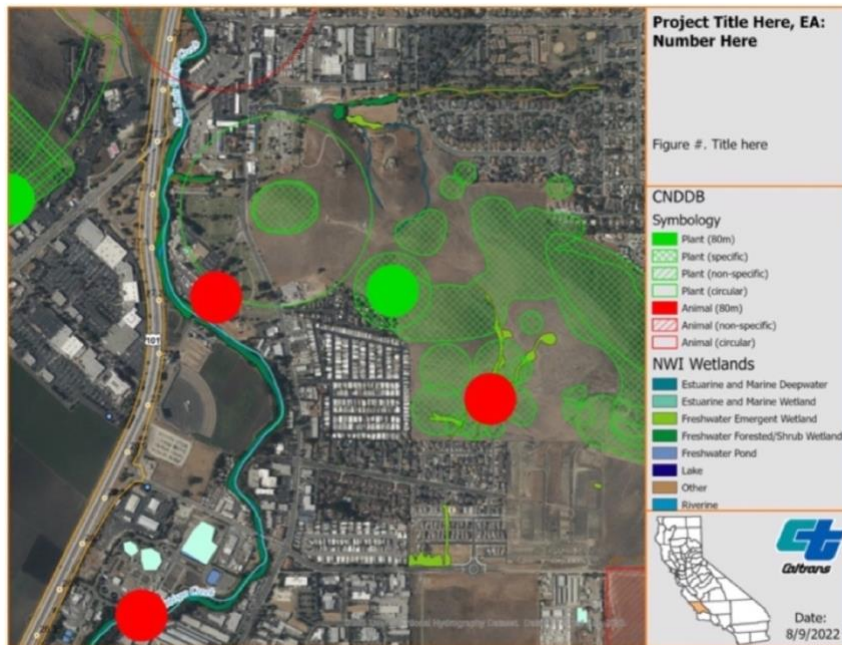 Project Title Here, EA:
Number Here
Figure #. Title here
CNDDB
Symbology
Plant (80m)
Plant (specific)
Plant (non-specific)
Plant (circular)
Animal (80m)
Animal (non-specific)
Animal (circular)
NWI Wetlands
Estuarine and Marine Deepwater
Estuarine and Marine Wetland
Freshwater Emergent Wetland
Freshwater Forested/Shrub Wetland
Freshwater Pond
Lake
Other
Riverine
101
Caltrans
Date:
8/9/2022